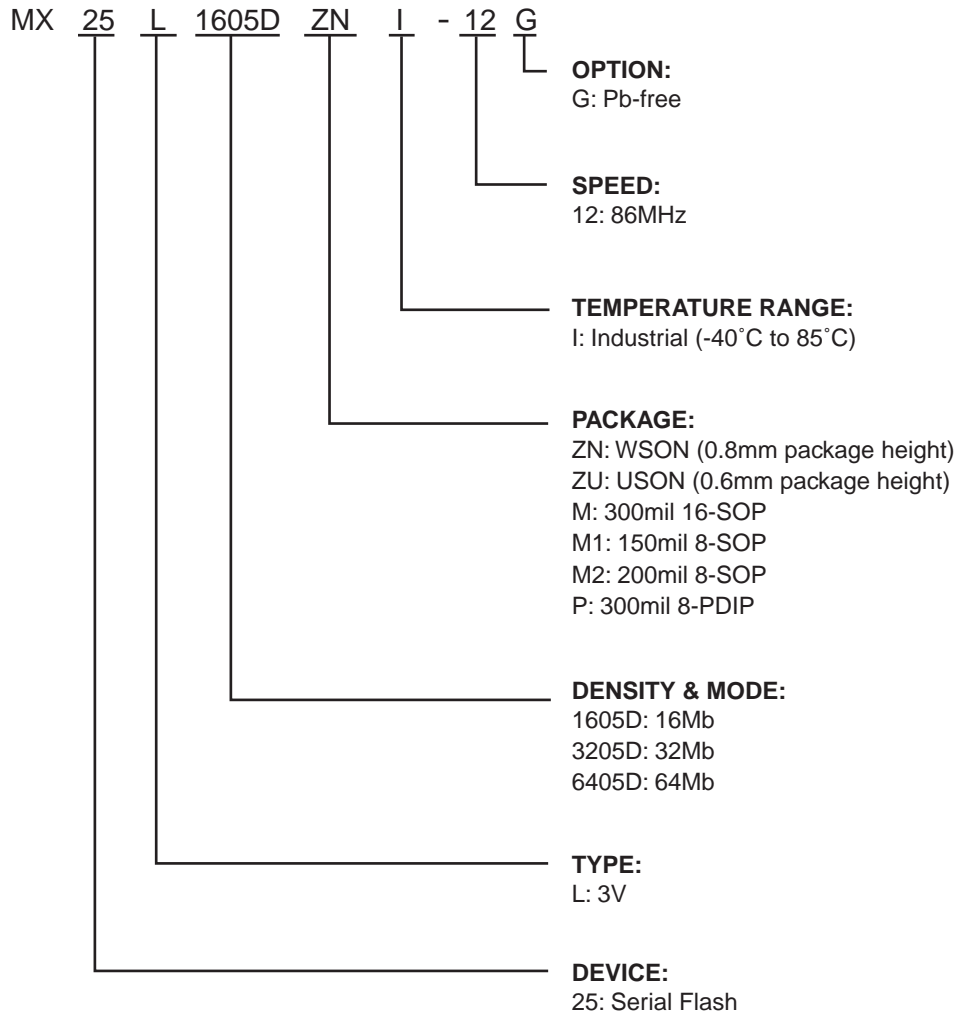 MX 25 L 1605D ZN I - 12 G
OPTION:
G: Pb-free
SPEED:
12: 86MHz
TEMPERATURE RANGE:
I: Industrial (-40˚C to 85˚C)
PACKAGE:
ZN: WSON (0.8mm package height)
ZU: USON (0.6mm package height)
M: 300mil 16-SOP
M1: 150mil 8-SOP
M2: 200mil 8-SOP
P: 300mil 8-PDIP
DENSITY & MODE:
1605D: 16Mb
3205D: 32Mb
6405D: 64Mb
TYPE:
L: 3V
DEVICE:
25: Serial Flash